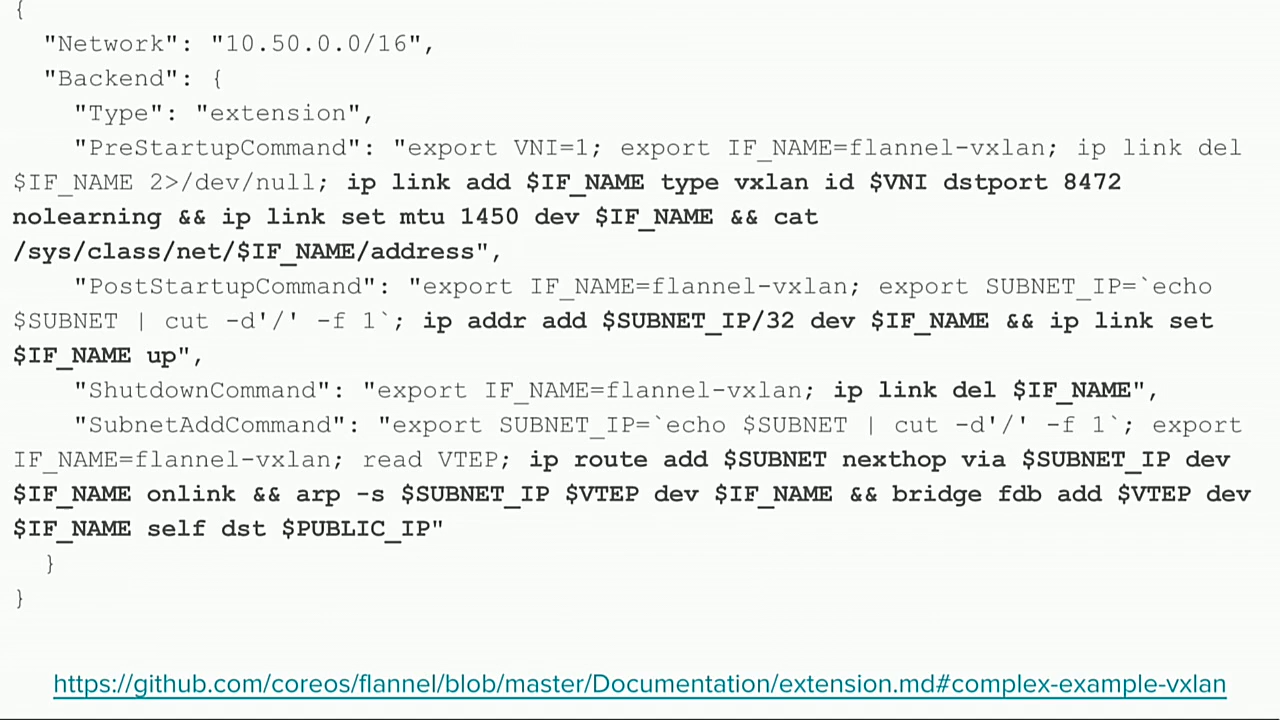 {
"Network": "10.50.0.0/16",
"Backend": {
"Type": "extension",
"PreStartupCommand": "export VNI=1; export IF_NAME=flannel-vxlan; ip link del
$IF_NAME 2>/dev/null; ip link add $IF_NAME type vxlan id $VNI dstport 8472
nolearning && ip link set mtu 1450 dev $IF_NAME && cat
/sys/class/net/$IF_NAME/address",
"PostStartupCommand": "export IF_NAME=flannel-vxlan; export SUBNET_IP=`echo
$SUBNET | cut -d'/' -f 1`; ip addr add $SUBNET_IP/32 dev $IF_NAME && ip link set
$IF_NAME up",
"ShutdownCommand": "export IF_NAME=flannel-vxlan; ip link del $IF_NAME",
"SubnetAddCommand": "export SUBNET_IP=`echo $SUBNET | cut -d'/' -f 1`; export
IF_NAME=flannel-vxlan; read VTEP; ip route add $SUBNET nexthop via $SUBNET_IP dev
$IF_NAME onlink && arp -s $SUBNET_IP $VTEP dev $IF_NAME && bridge fdb add $VTEP dev
$IF_NAME self dst $PUBLIC_IP"
}
}
https://github.com/coreos/flannel/blob/master/Documentation/extension.md#complex-example-vxlan